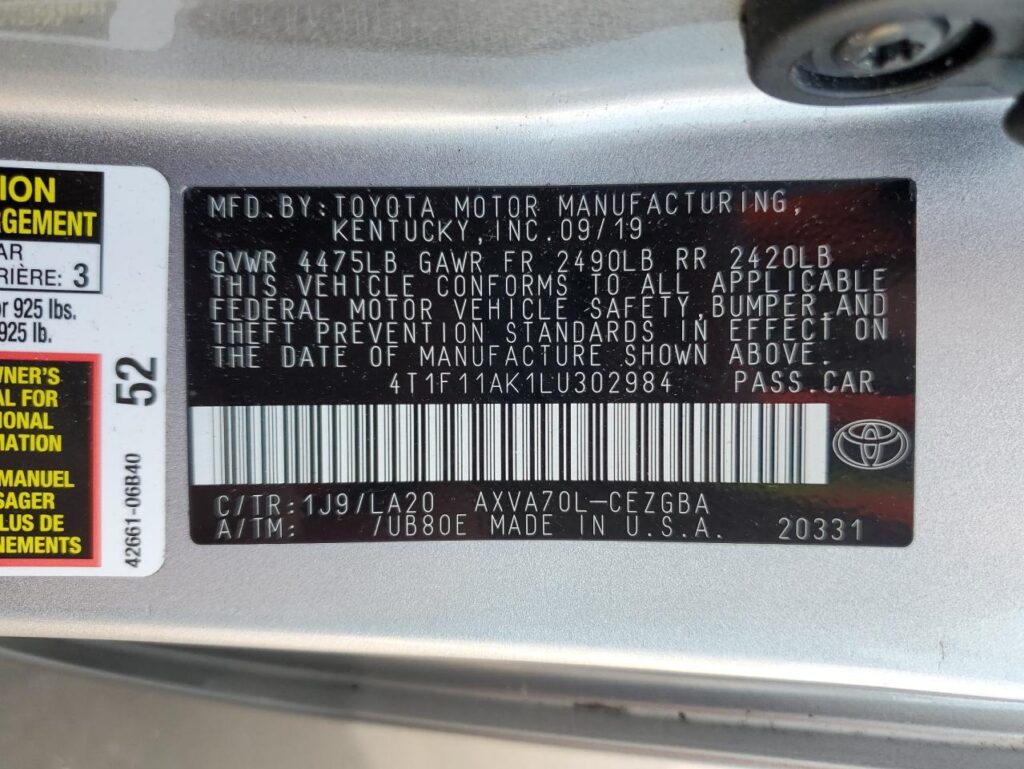 ION
RGEMENT
AR
RIÈRE: 3
or 925 lbs.
925 lb.
WNER'S
AL FOR
IONAL
MATION
MANUEL
SAGER
LUS DE
NEMENTS
52
42661-06B40
MFD.BY:TOYOTA MOTOR MANUFACTURING,
KENTUCKY,INC.09/19
GVWR 4475LB GAWR FR 2490LB RR 2420LB
THIS VEHICLE CONFORMS TO ALL APPLICABLE
FEDERAL MOTOR VEHICLE SAFETY,BUMPER,AND
THEFT PREVENTION STANDARDS IN EFFECT ON
THE DATE OF MANUFACTURE SHOWN ABOVE.
4T1F11AK1LU302984 PASS CAR
C/TR:1J9/LA20 AXVA70L-CEZGBA
A/TM: 7UB80E MADE IN U.S.A. 20331